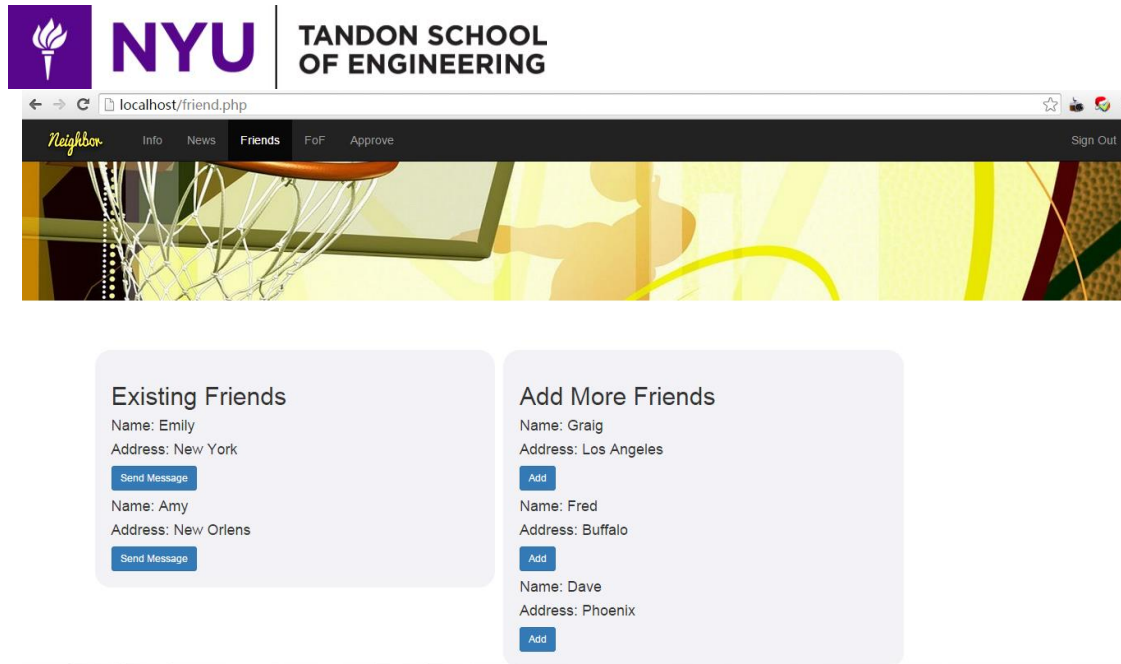 NYU
TANDON SCHOOL
OF ENGINEERING
localhost/friend.php
Neighbor Info News Friends FoF Approve Sign Out
Existing Friends
Name: Emily
Address: New York
Send Message
Name: Amy
Address: New Orlens
Send Message
Add More Friends
Name: Graig
Address: Los Angeles
Add
Name: Fred
Address: Buffalo
Add
Name: Dave
Address: Phoenix
Add